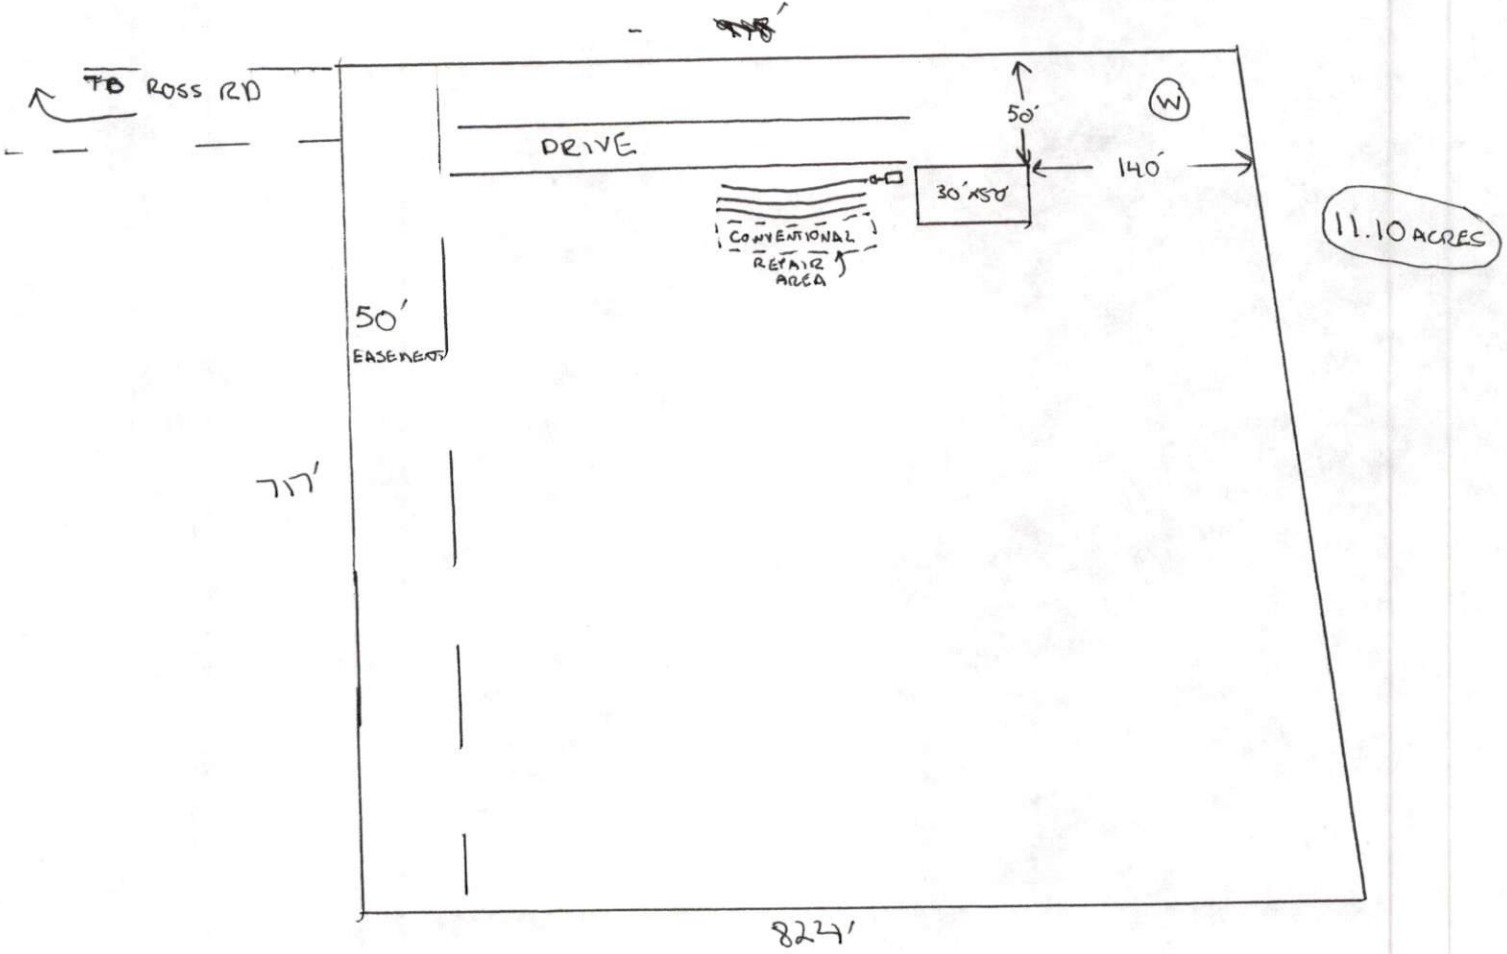 TO ROSS RD
50'
W
DRIVE
140'
30'x50'
11.10 ACRES
CONVENTIONAL
REPAIR
AREA
50'
EASEMENT
717'
824'